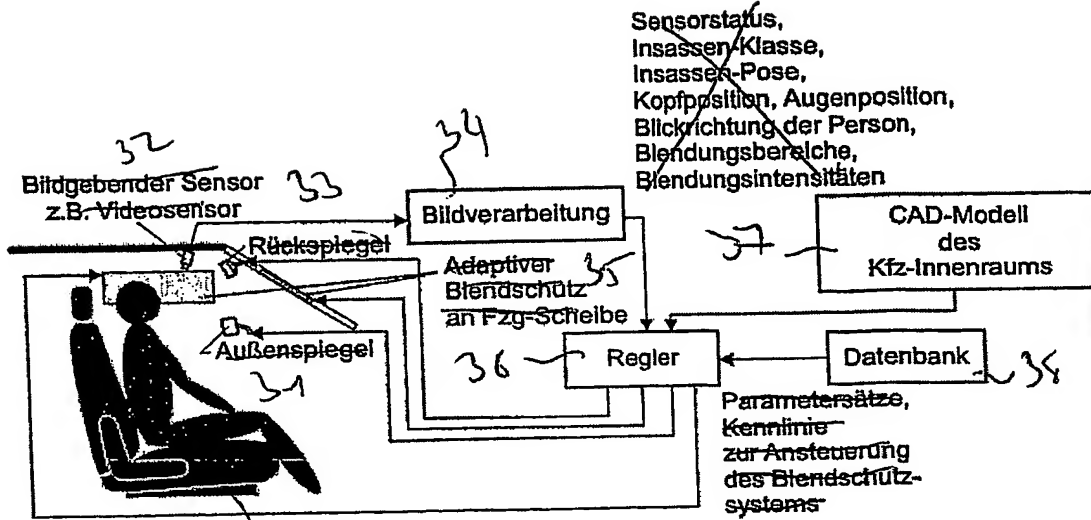 Sensorstatus,
Insassen-Klasse,
Insassen-Pose,
Kopfposition, Augenposition,
Blickrichtung der Person,
Blendungsbereiche,
Blendungsintensitäten
32
Bildgebender Sensor
z.B. Videosensor
33
34
Bildverarbeitung
Rückspiegel
Adaptiver
Blendschutz
an Fzg-Scheibe
35
37
CAD-Modell
des
Kfz-Innenraums
Außenspiegel
31
36
Regler
Datenbank
38
Parametersätze,
Kennlinie
zur Ansteuerung
des Blendschutz-
systems